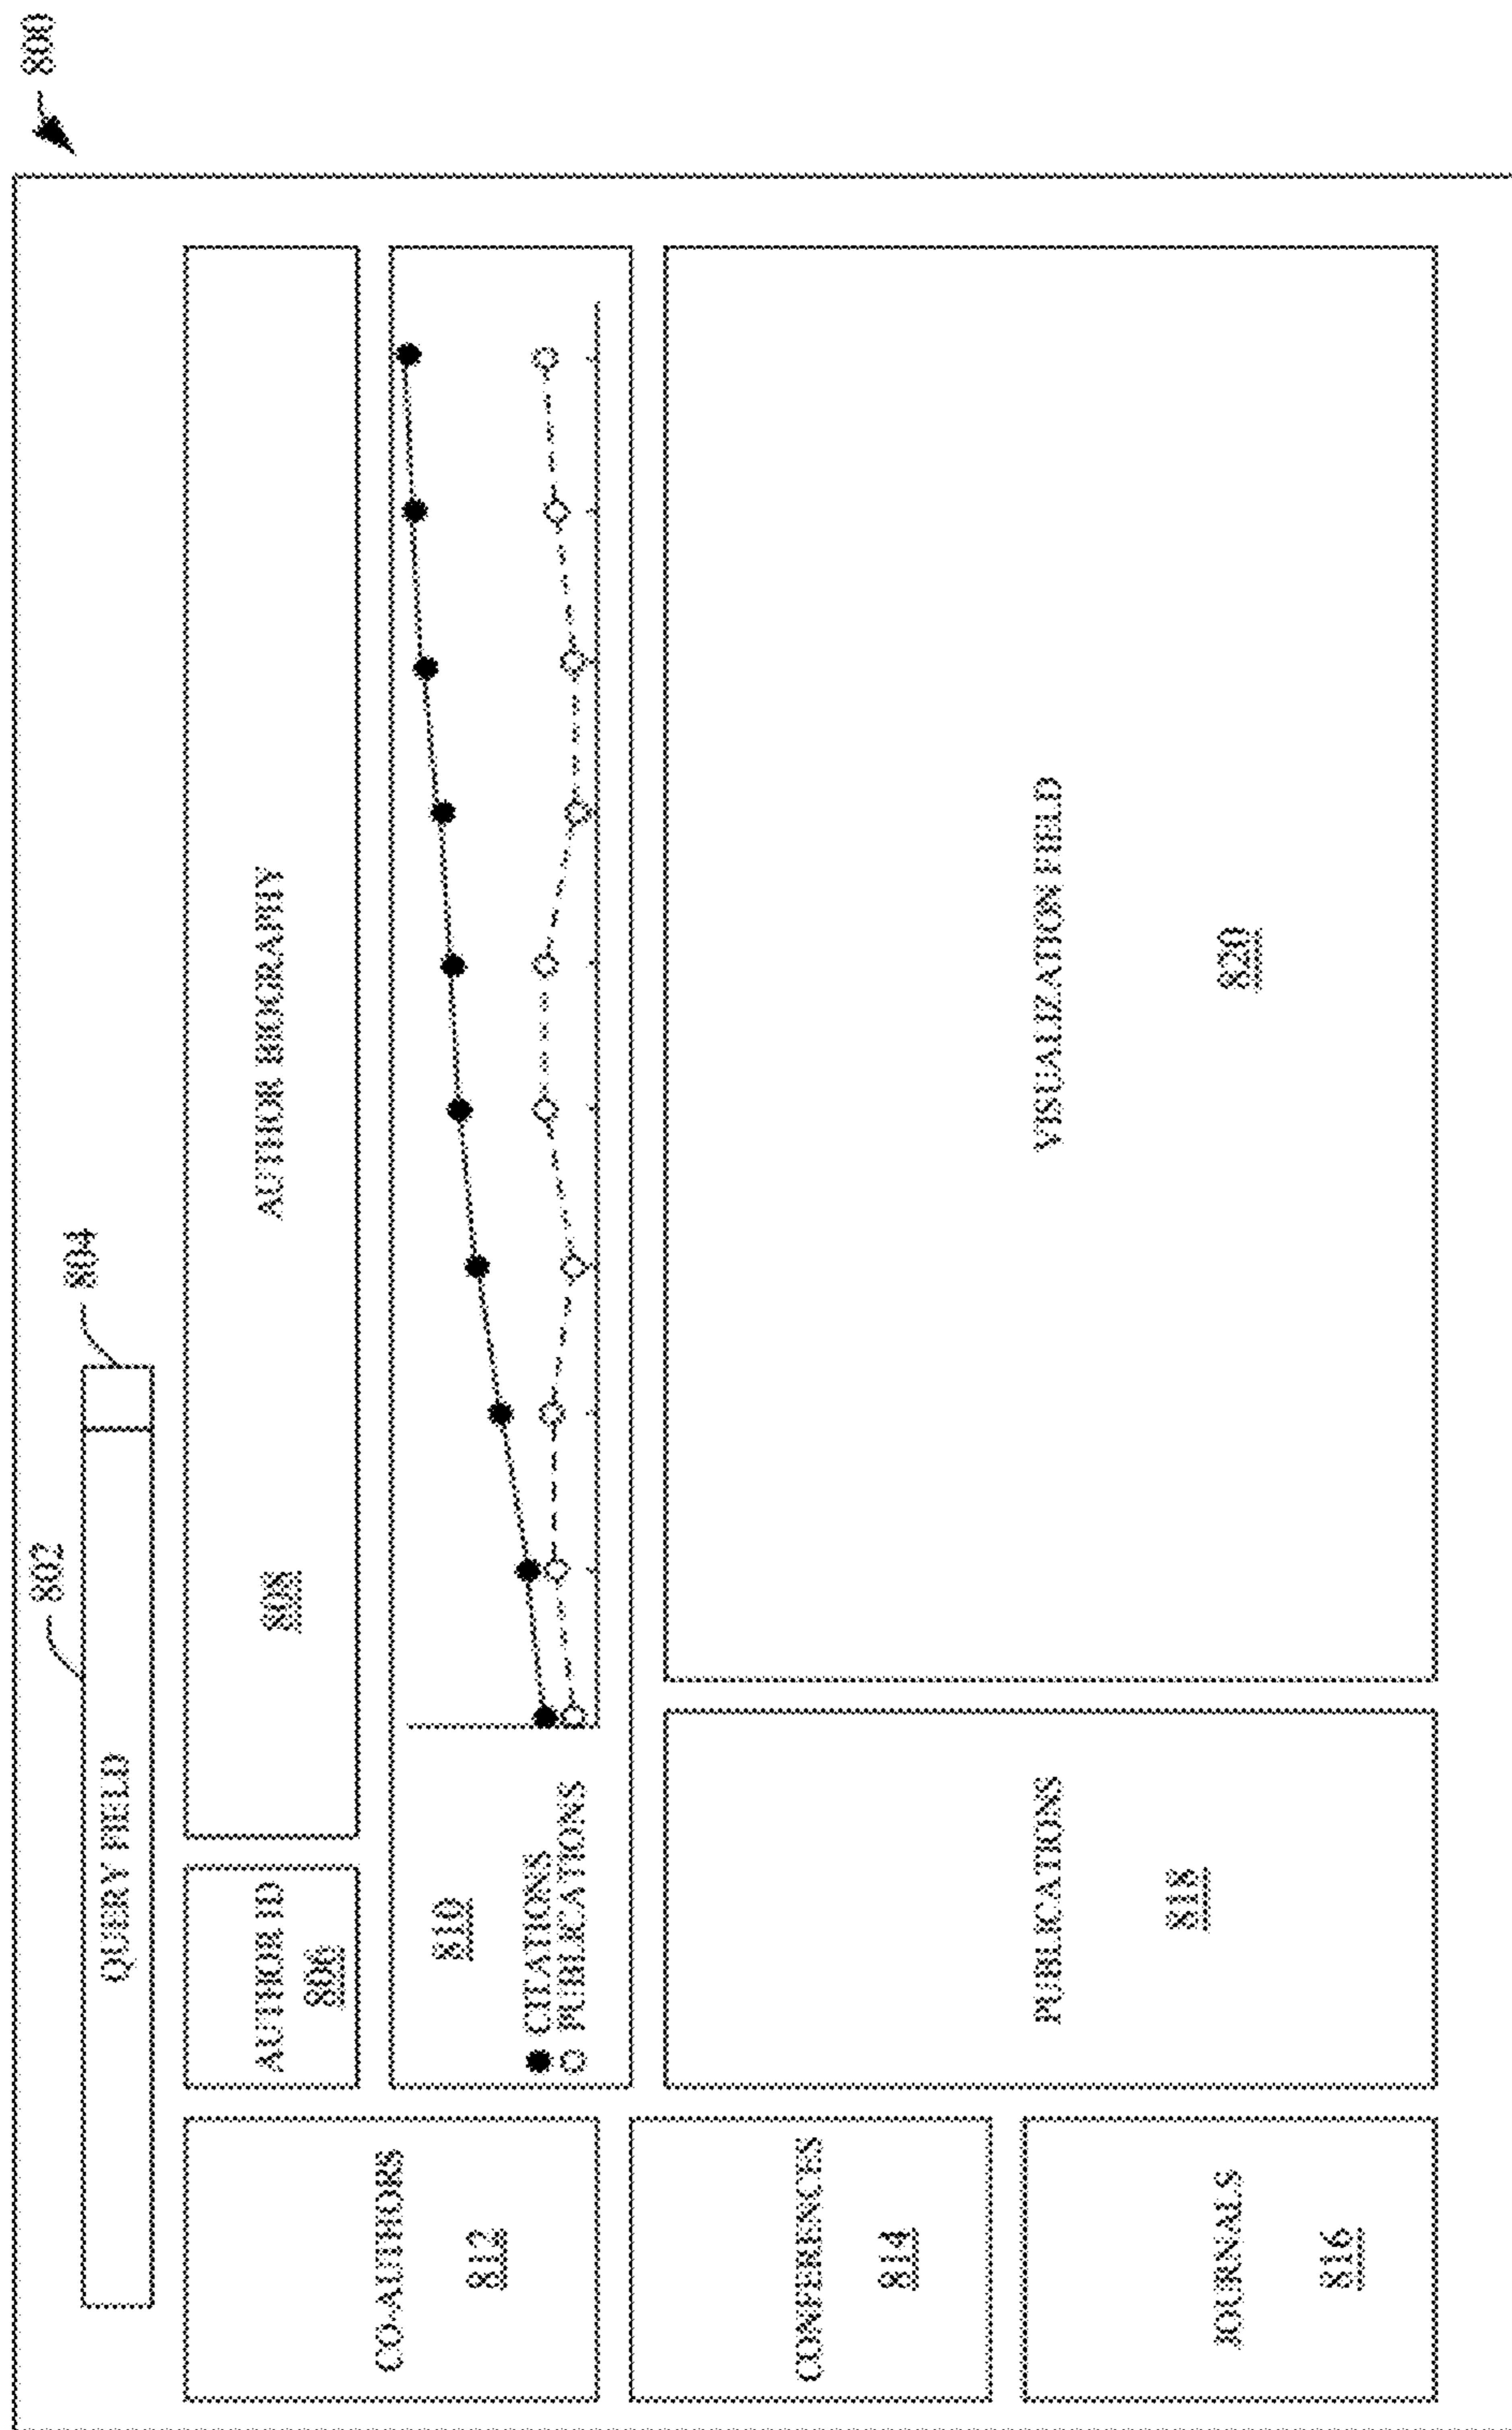 800
802
804
QUERY FIELD
CO-AUTHORS
812
AUTHOR ID
806
AUTHOR BIOGRAPHY
808
810
CITATIONS
PUBLICATIONS
CONFERENCES
814
JOURNALS
816
PUBLICATIONS
818
VISUALIZATION FIELD
820